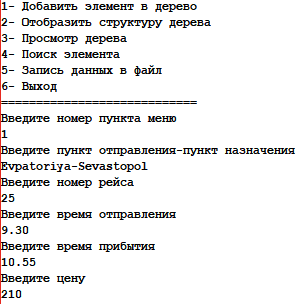 1- Добавить элемент в дерево
2- Отобразить структуру дерева
3- Просмотр дерева
4- Поиск элемента
5- Запись данных в файл
6- Выход
============================
Введите номер пункта меню
1
Введите пункт отправления-пункт назначения
Evpatoriya-Sevastopol
Введите номер рейса
25
Введите время отправления
9.30
Введите время прибытия
10.55
Введите цену
210